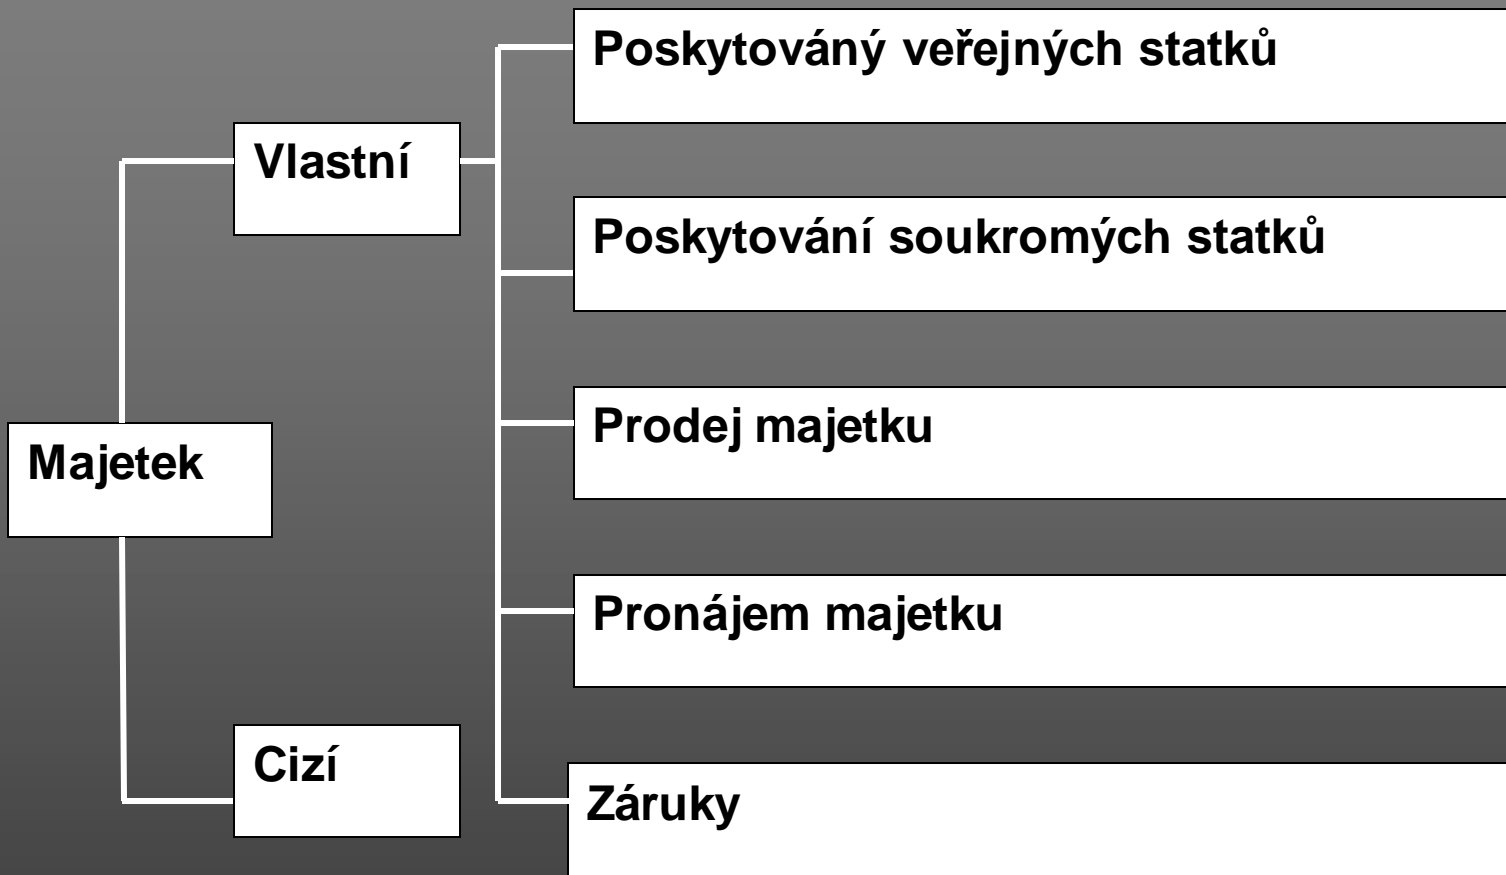 Poskytováný veřejných statků
Vlastní
Poskytování soukromých statků
Prodej majetku
Majetek
Pronájem majetku
Cizí
Záruky